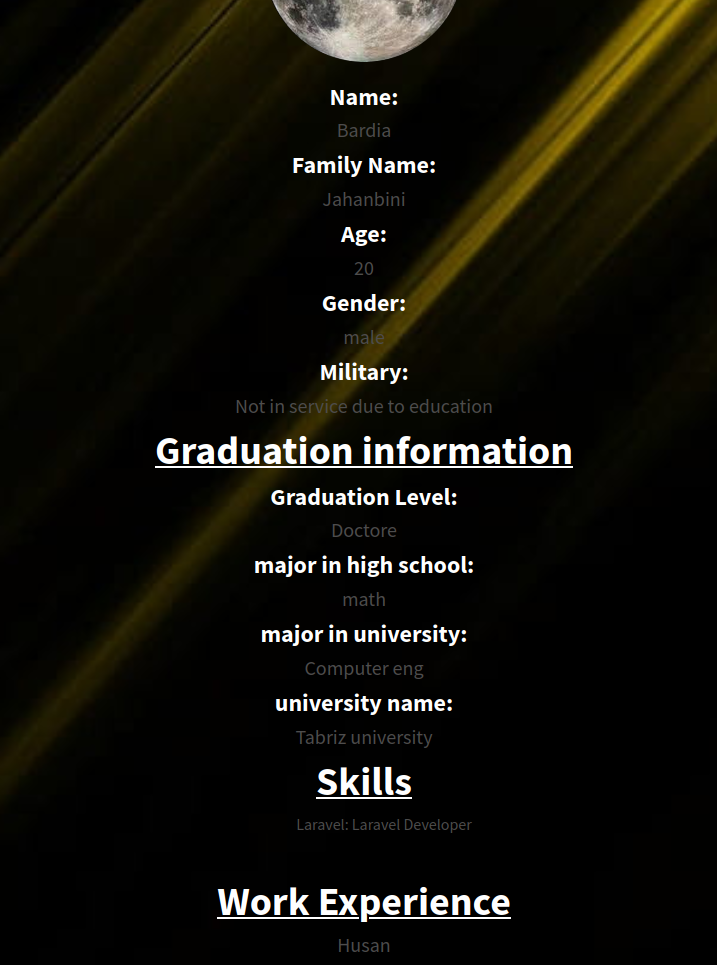 Name:
Bardia
Family Name:
Jahanbini
Age:
20
Gender:
male
Military:
Not in service due to education
Graduation information
Graduation Level:
Doctore
major in high school:
math
major in university:
Computer eng
university name:
Tabriz university
Skills
Laravel: Laravel Developer
Work Experience
Husan